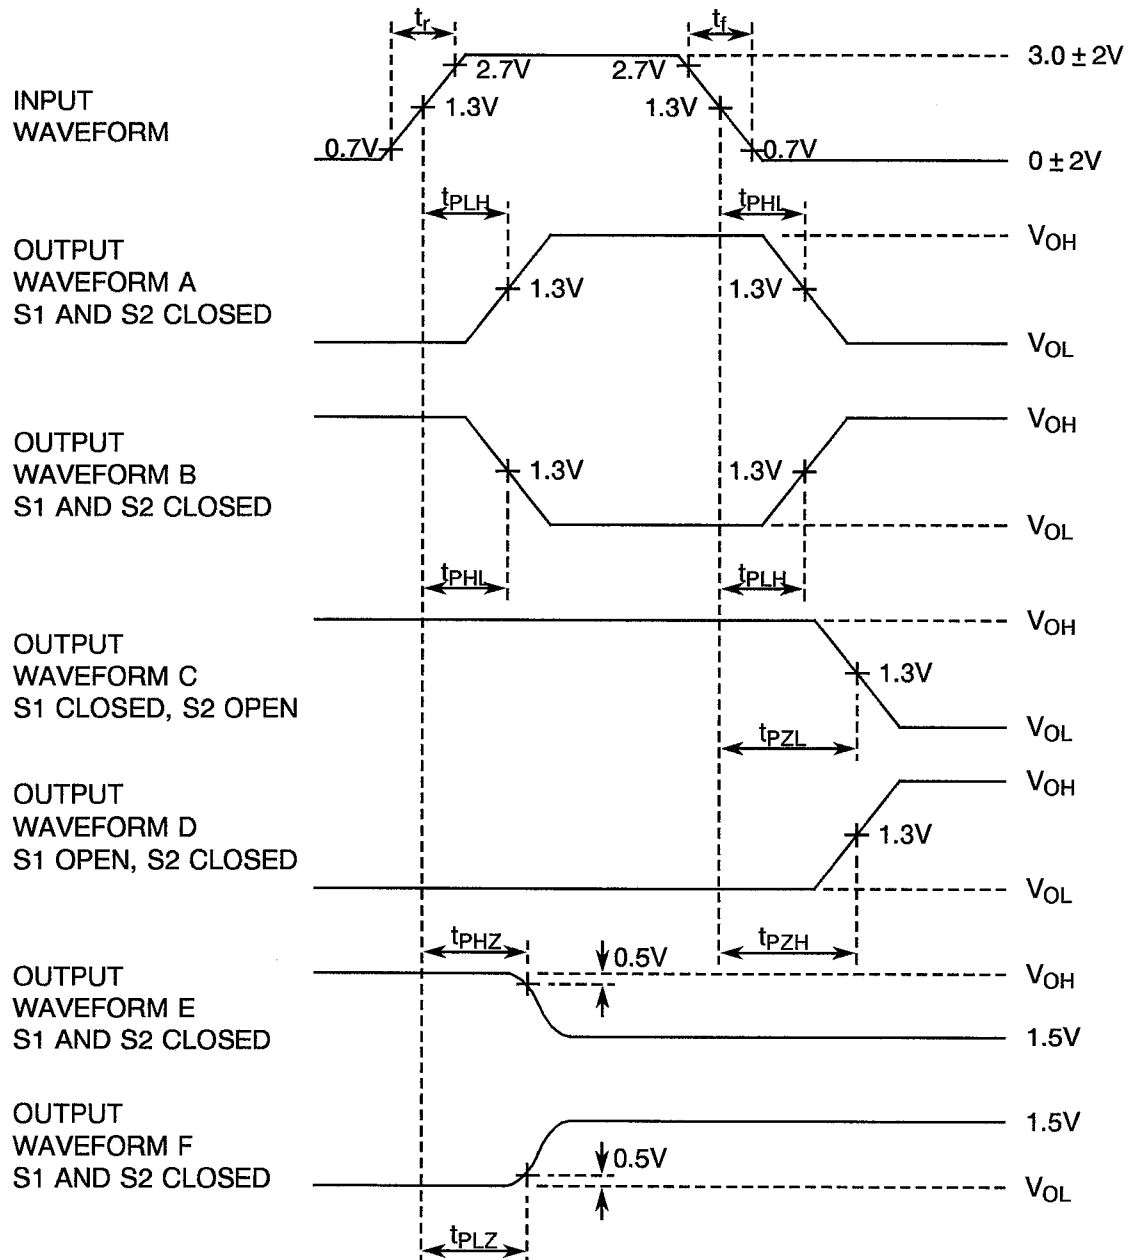 tr
tf
3.0 ± 2V
2.7V
2.7V
INPUT
WAVEFORM
1.3V
1.3V
0.7V
0.7V
0 ± 2V
tPLH
tPHL
OUTPUT
WAVEFORM A
S1 AND S2 CLOSED
VOH
1.3V
1.3V
VOL
OUTPUT
WAVEFORM B
S1 AND S2 CLOSED
VOH
1.3V
1.3V
VOL
tPHL
tPLH
OUTPUT
WAVEFORM C
S1 CLOSED, S2 OPEN
VOH
1.3V
VOL
tPZL
OUTPUT
WAVEFORM D
S1 OPEN, S2 CLOSED
VOH
1.3V
VOL
tPHZ
tPZH
OUTPUT
WAVEFORM E
S1 AND S2 CLOSED
0.5V
VOH
1.5V
OUTPUT
WAVEFORM F
S1 AND S2 CLOSED
1.5V
0.5V
VOL
tPLZ